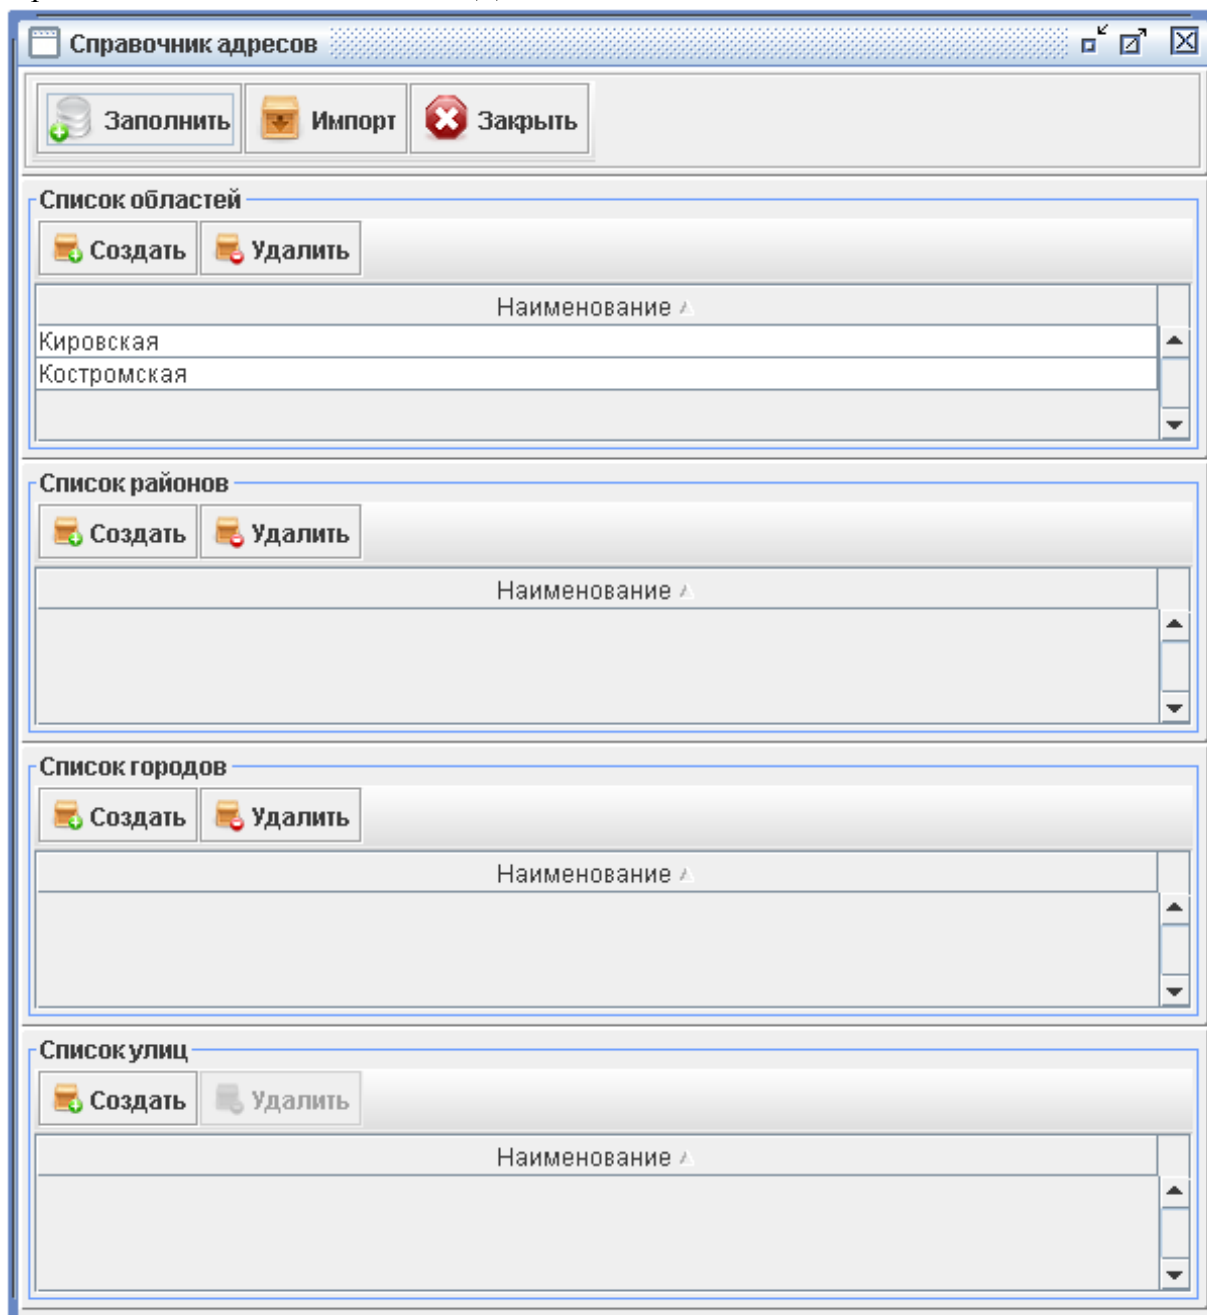 Справочник адресов
Заполнить Импорт Закрыть
Список областей
Создать Удалить
Наименование
Кировская
Костромская
Список районов
Создать Удалить
Наименование
Список городов
Создать Удалить
Наименование
Список улиц
Создать Удалить
Наименование